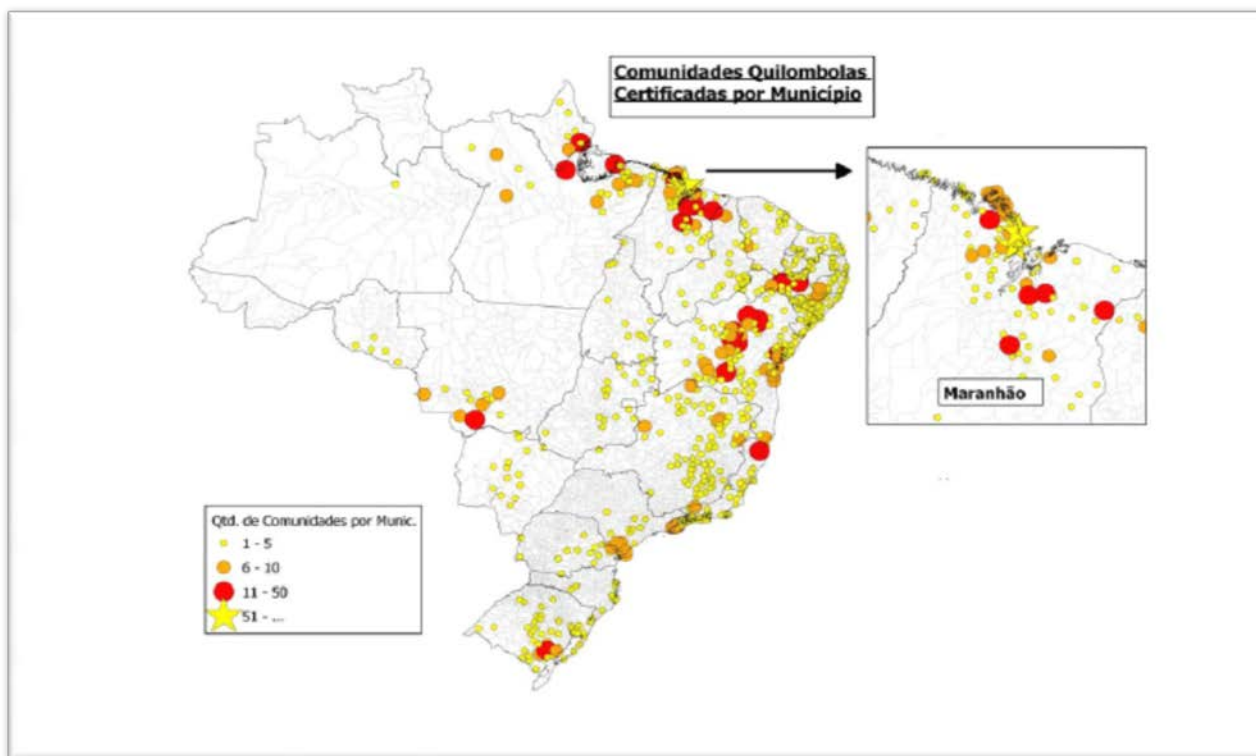 Comunidades Quilombolas
Certificadas por Município
Maranhão
Qtd. de Comunidades por Munic.
1 - 5
6 - 10
11 - 50
51 - ...